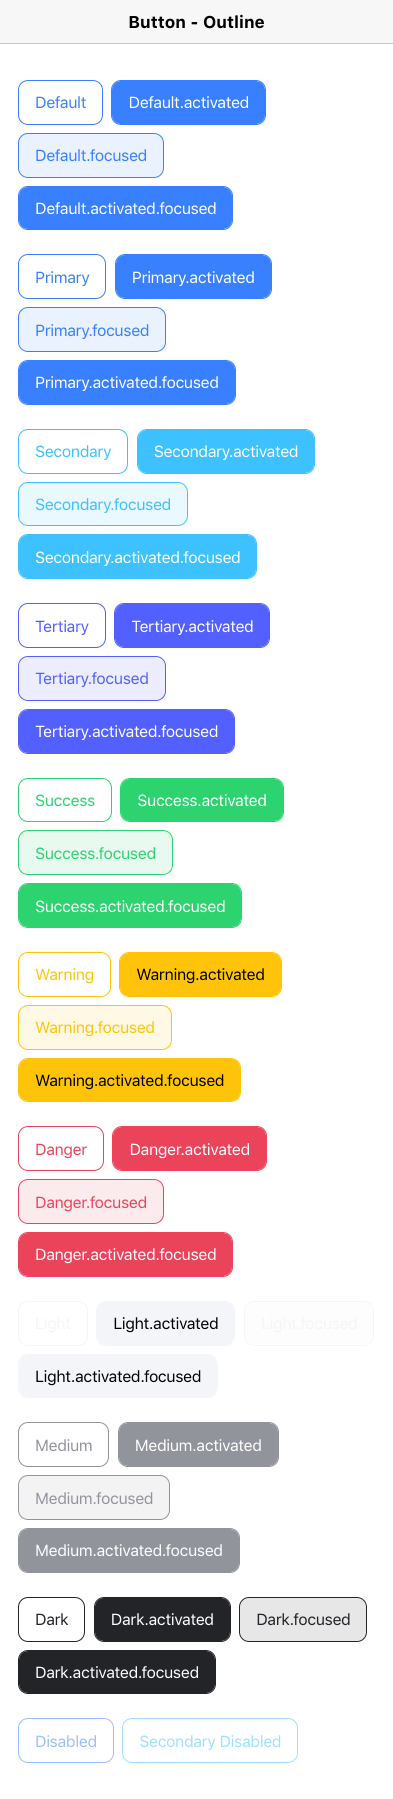 Button - Outline
Default Default.activated
Default.focused
Default.activated.focused
Primary Primary.activated
Primary.focused
Primary.activated.focused
Secondary Secondary.activated
Secondary.focused
Secondary.activated.focused
Tertiary Tertiary.activated
Tertiary.focused
Tertiary.activated.focused
Success Success.activated
Success.focused
Success.activated.focused
Warning Warning.activated
Warning.focused
Warning.activated.focused
Danger Danger.activated
Danger.focused
Danger.activated.focused
Light Light.activated Light.focused
Light.activated.focused
Medium Medium.activated
Medium.focused
Medium.activated.focused
Dark Dark.activated Dark.focused
Dark.activated.focused
Disabled Secondary Disabled